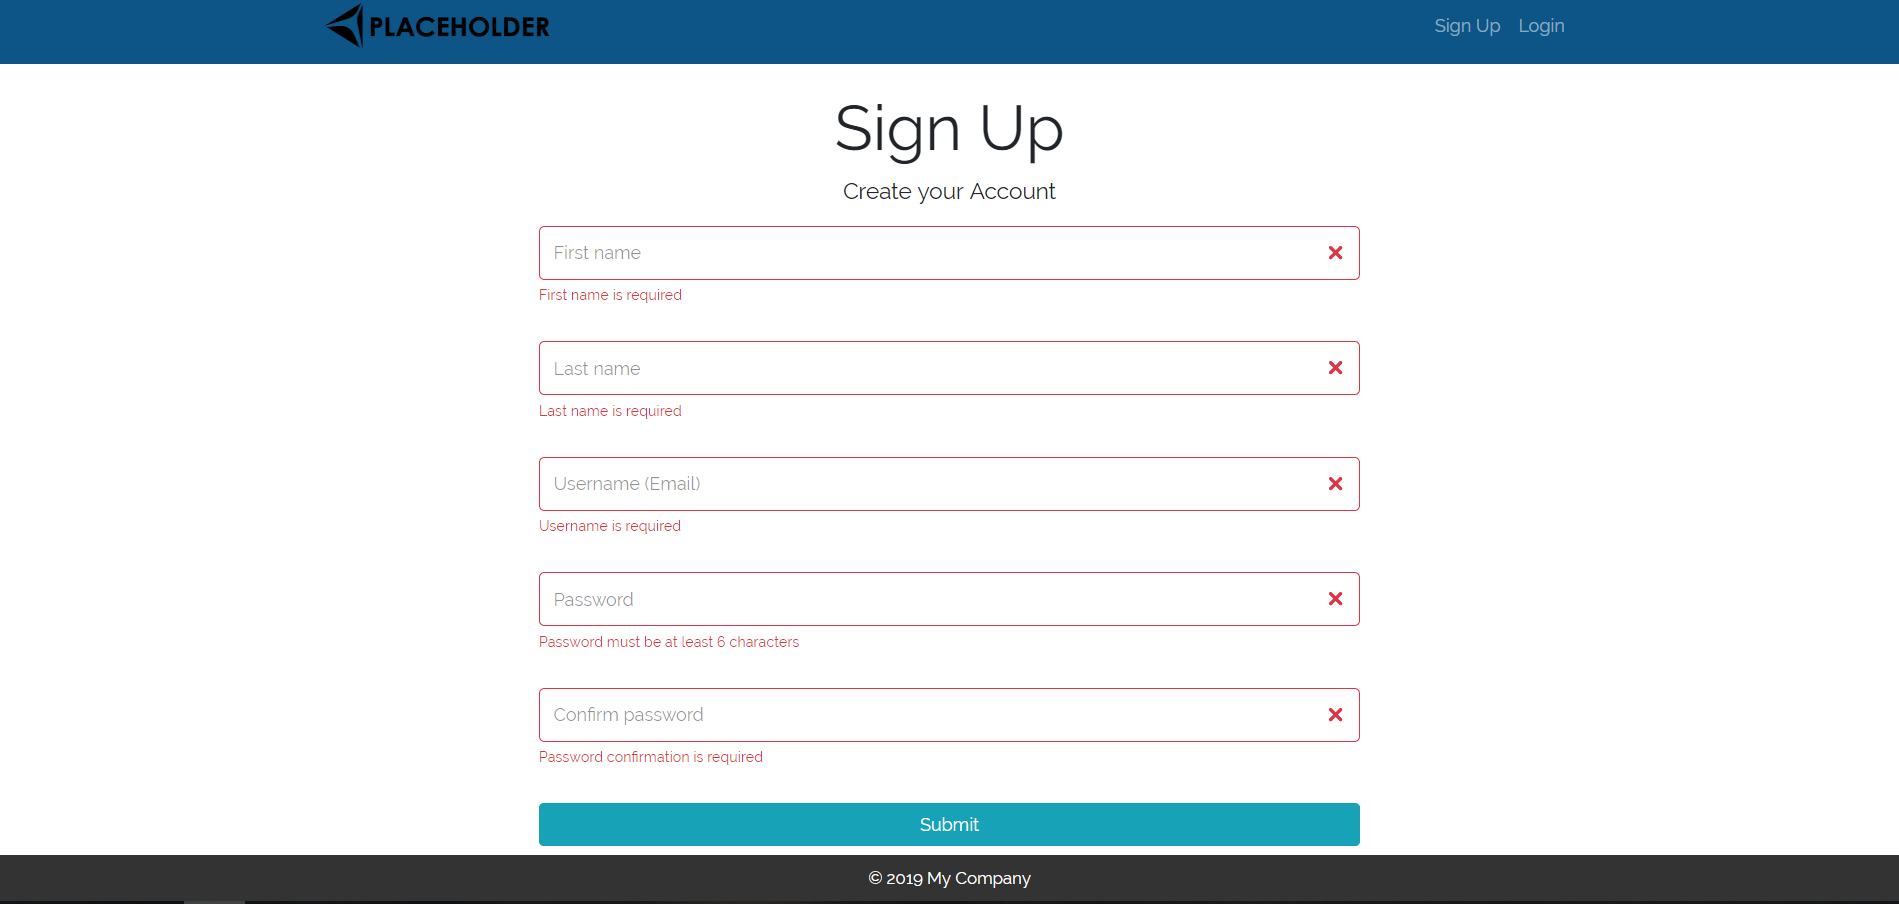 PLACEHOLDER
Sign Up Login
Sign Up
Create your Account
First name
First name is required
Last name
Last name is required
Username (Email)
Username is required
Password
Password must be at least 6 characters
Confirm password
Password confirmation is required
Submit
© 2019 My Company